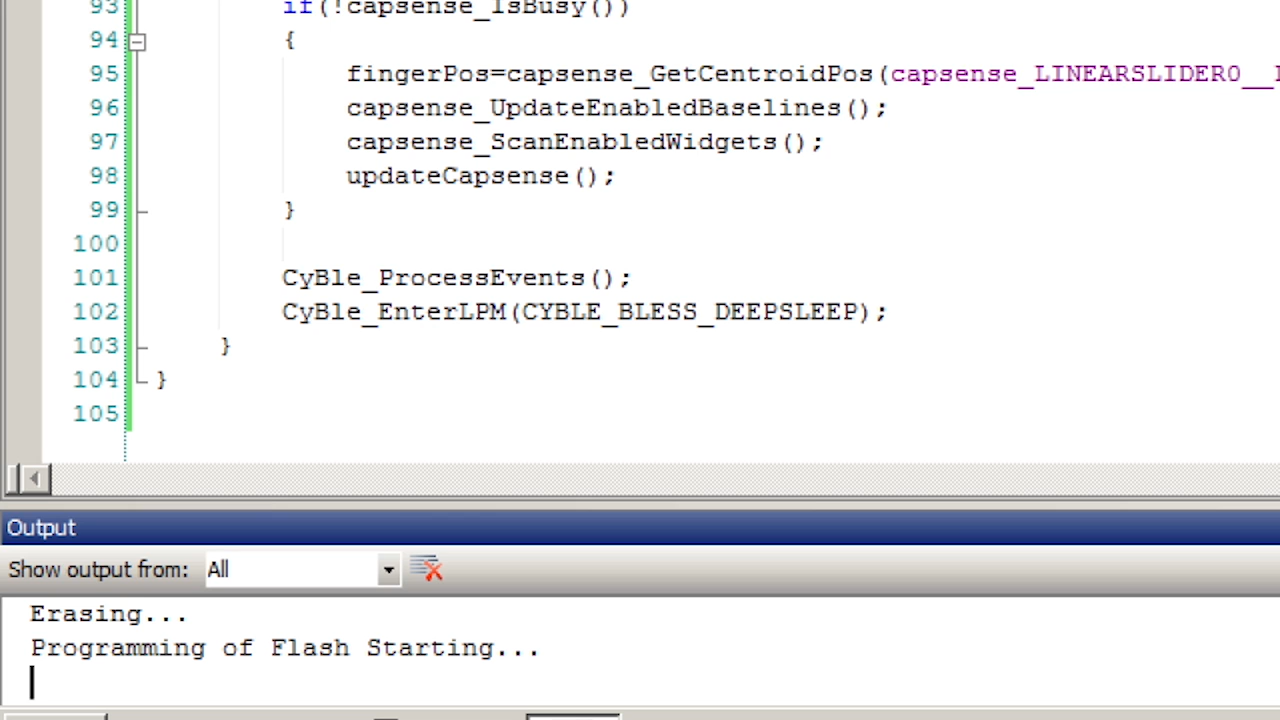 93 if(!capsense_IsBusy())
94 {
95 fingerPos=capsense_GetCentroidPos(capsense_LINEARSLIDER0__
96 capsense_UpdateEnabledBaselines();
97 capsense_ScanEnabledWidgets();
98 updateCapsense();
99 }
100
101 CyBle_ProcessEvents();
102 CyBle_EnterLPM(CYBLE_BLESS_DEEPSLEEP);
103 }
104 }
105
Output
Show output from: All
Erasing...
Programming of Flash Starting...